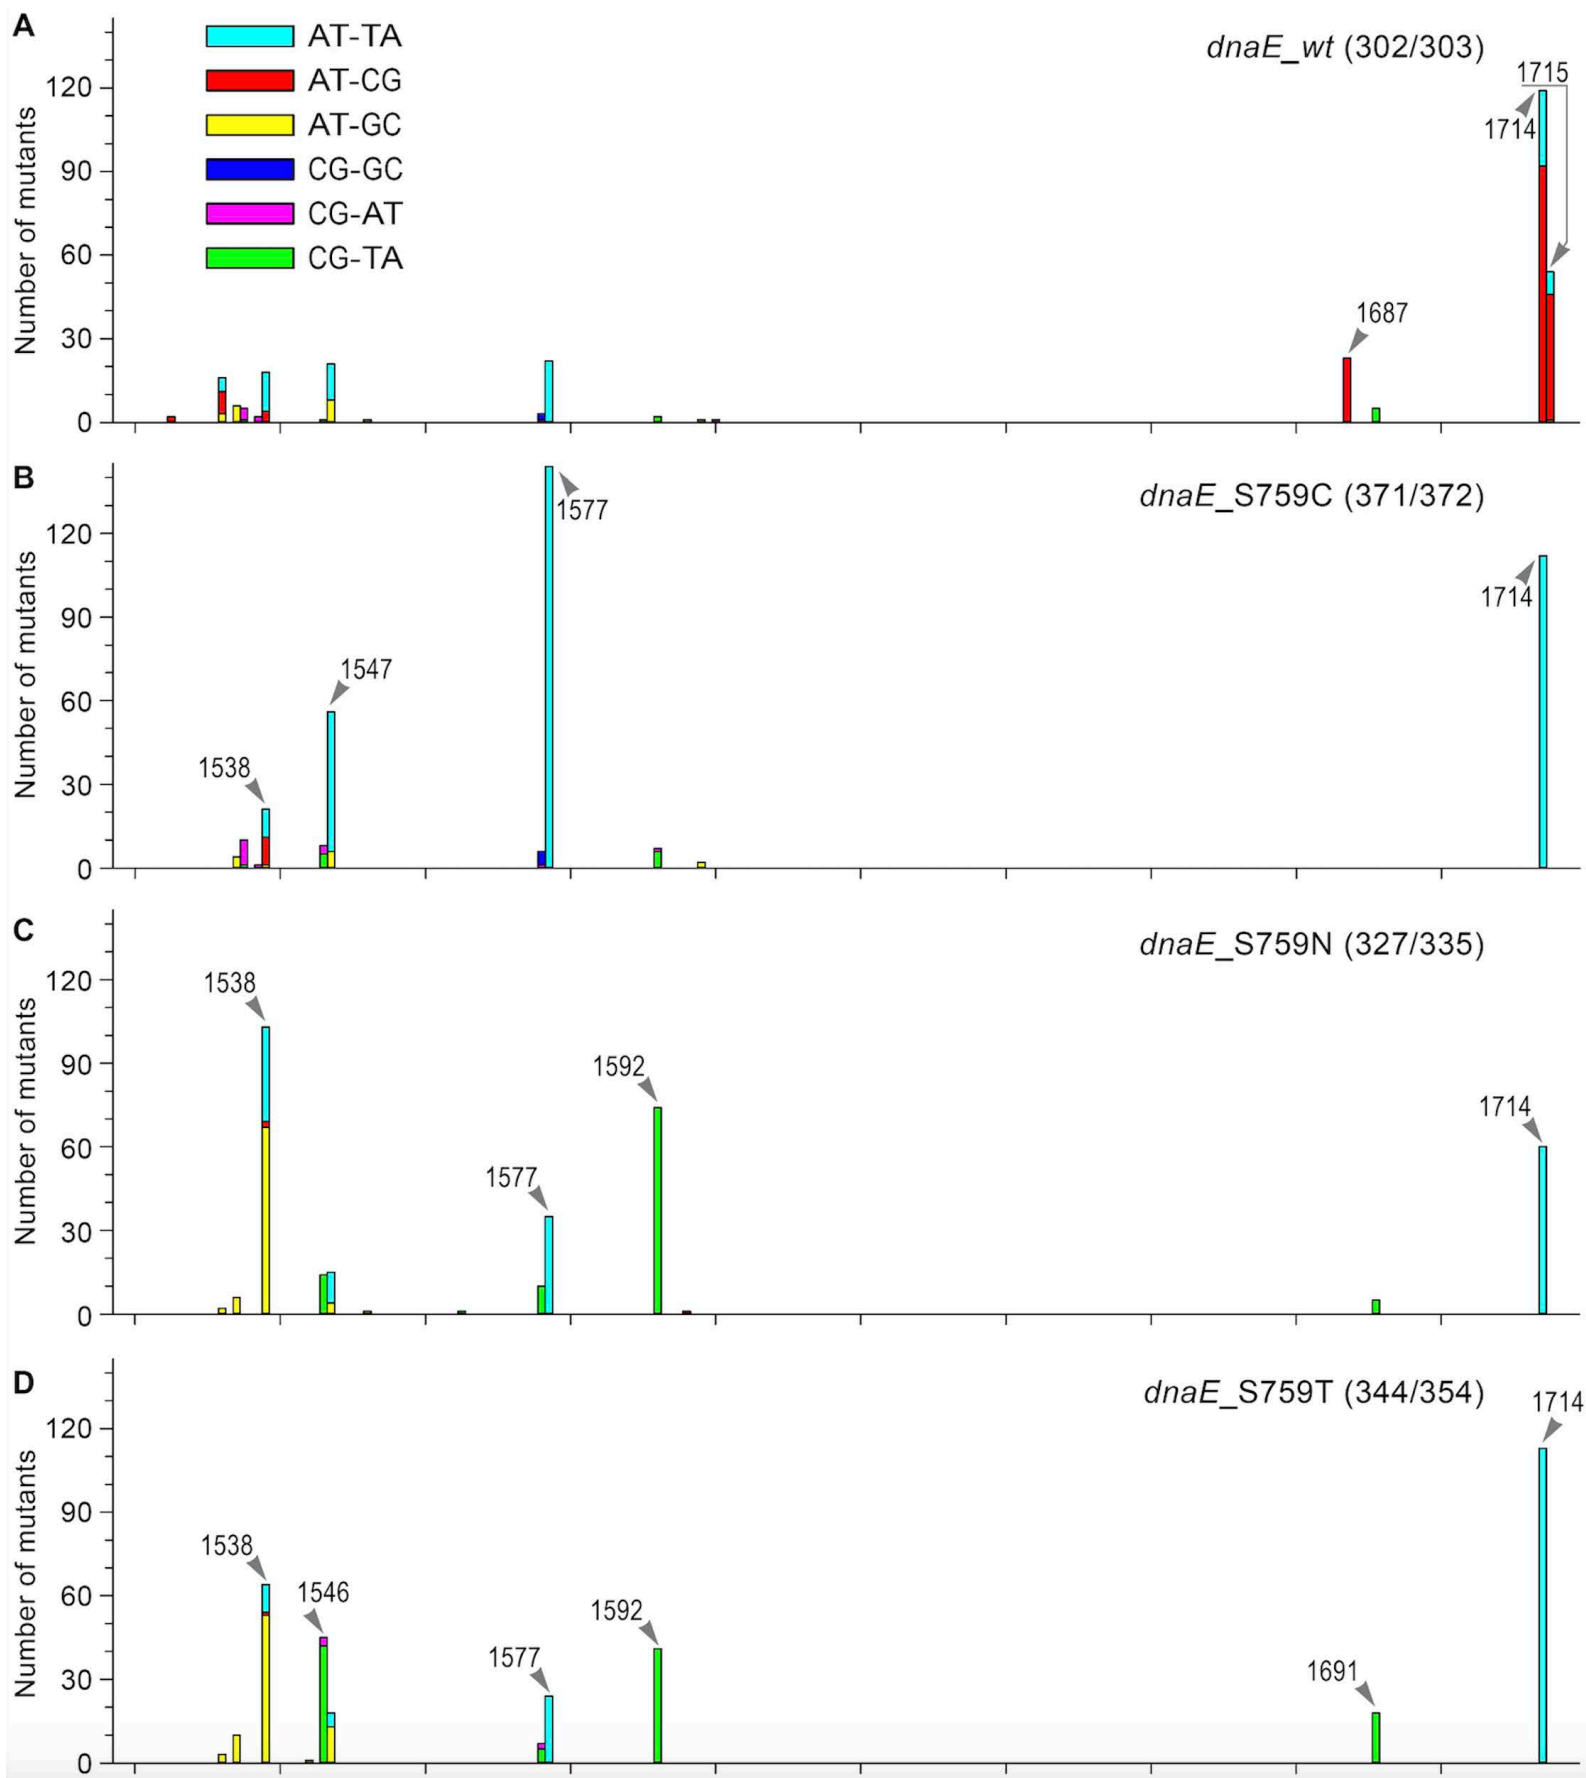 A
AT-TA
AT-CG
AT-GC
CG-GC
CG-AT
CG-TA
dnaE_wt (302/303)
1715
1714
1687
Number of mutants
120
90
60
30
0
B
dnaE_S759C (371/372)
1577
1714
1547
1538
Number of mutants
120
90
60
30
0
C
dnaE_S759N (327/335)
1538
1592
1577
1714
Number of mutants
120
90
60
30
0
D
dnaE_S759T (344/354)
1714
1538
1546
1592
1577
1691
Number of mutants
120
90
60
30
0